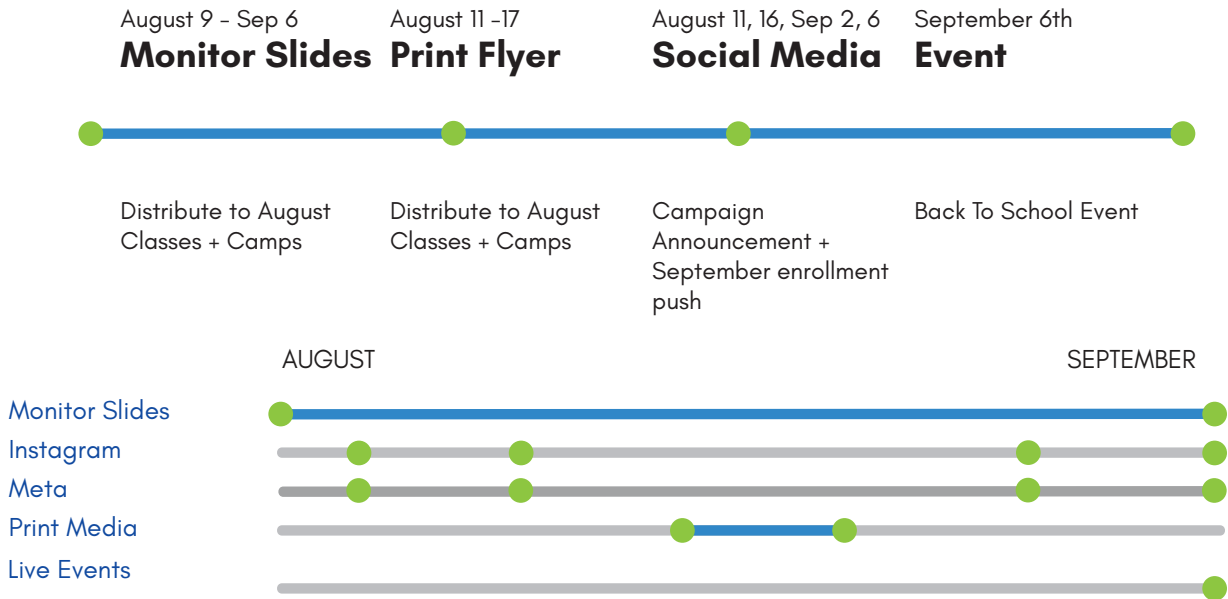 August 9 - Sep 6
Monitor Slides
Distribute to August
Classes + Camps
August 11 -17
Print Flyer
Distribute to August
Classes + Camps
August 11, 16, Sep 2, 6
Social Media
Campaign
Announcement +
September enrollment
push
September 6th
Event
Back To School Event
AUGUST
SEPTEMBER
Monitor Slides
Instagram
Meta
Print Media
Live Events